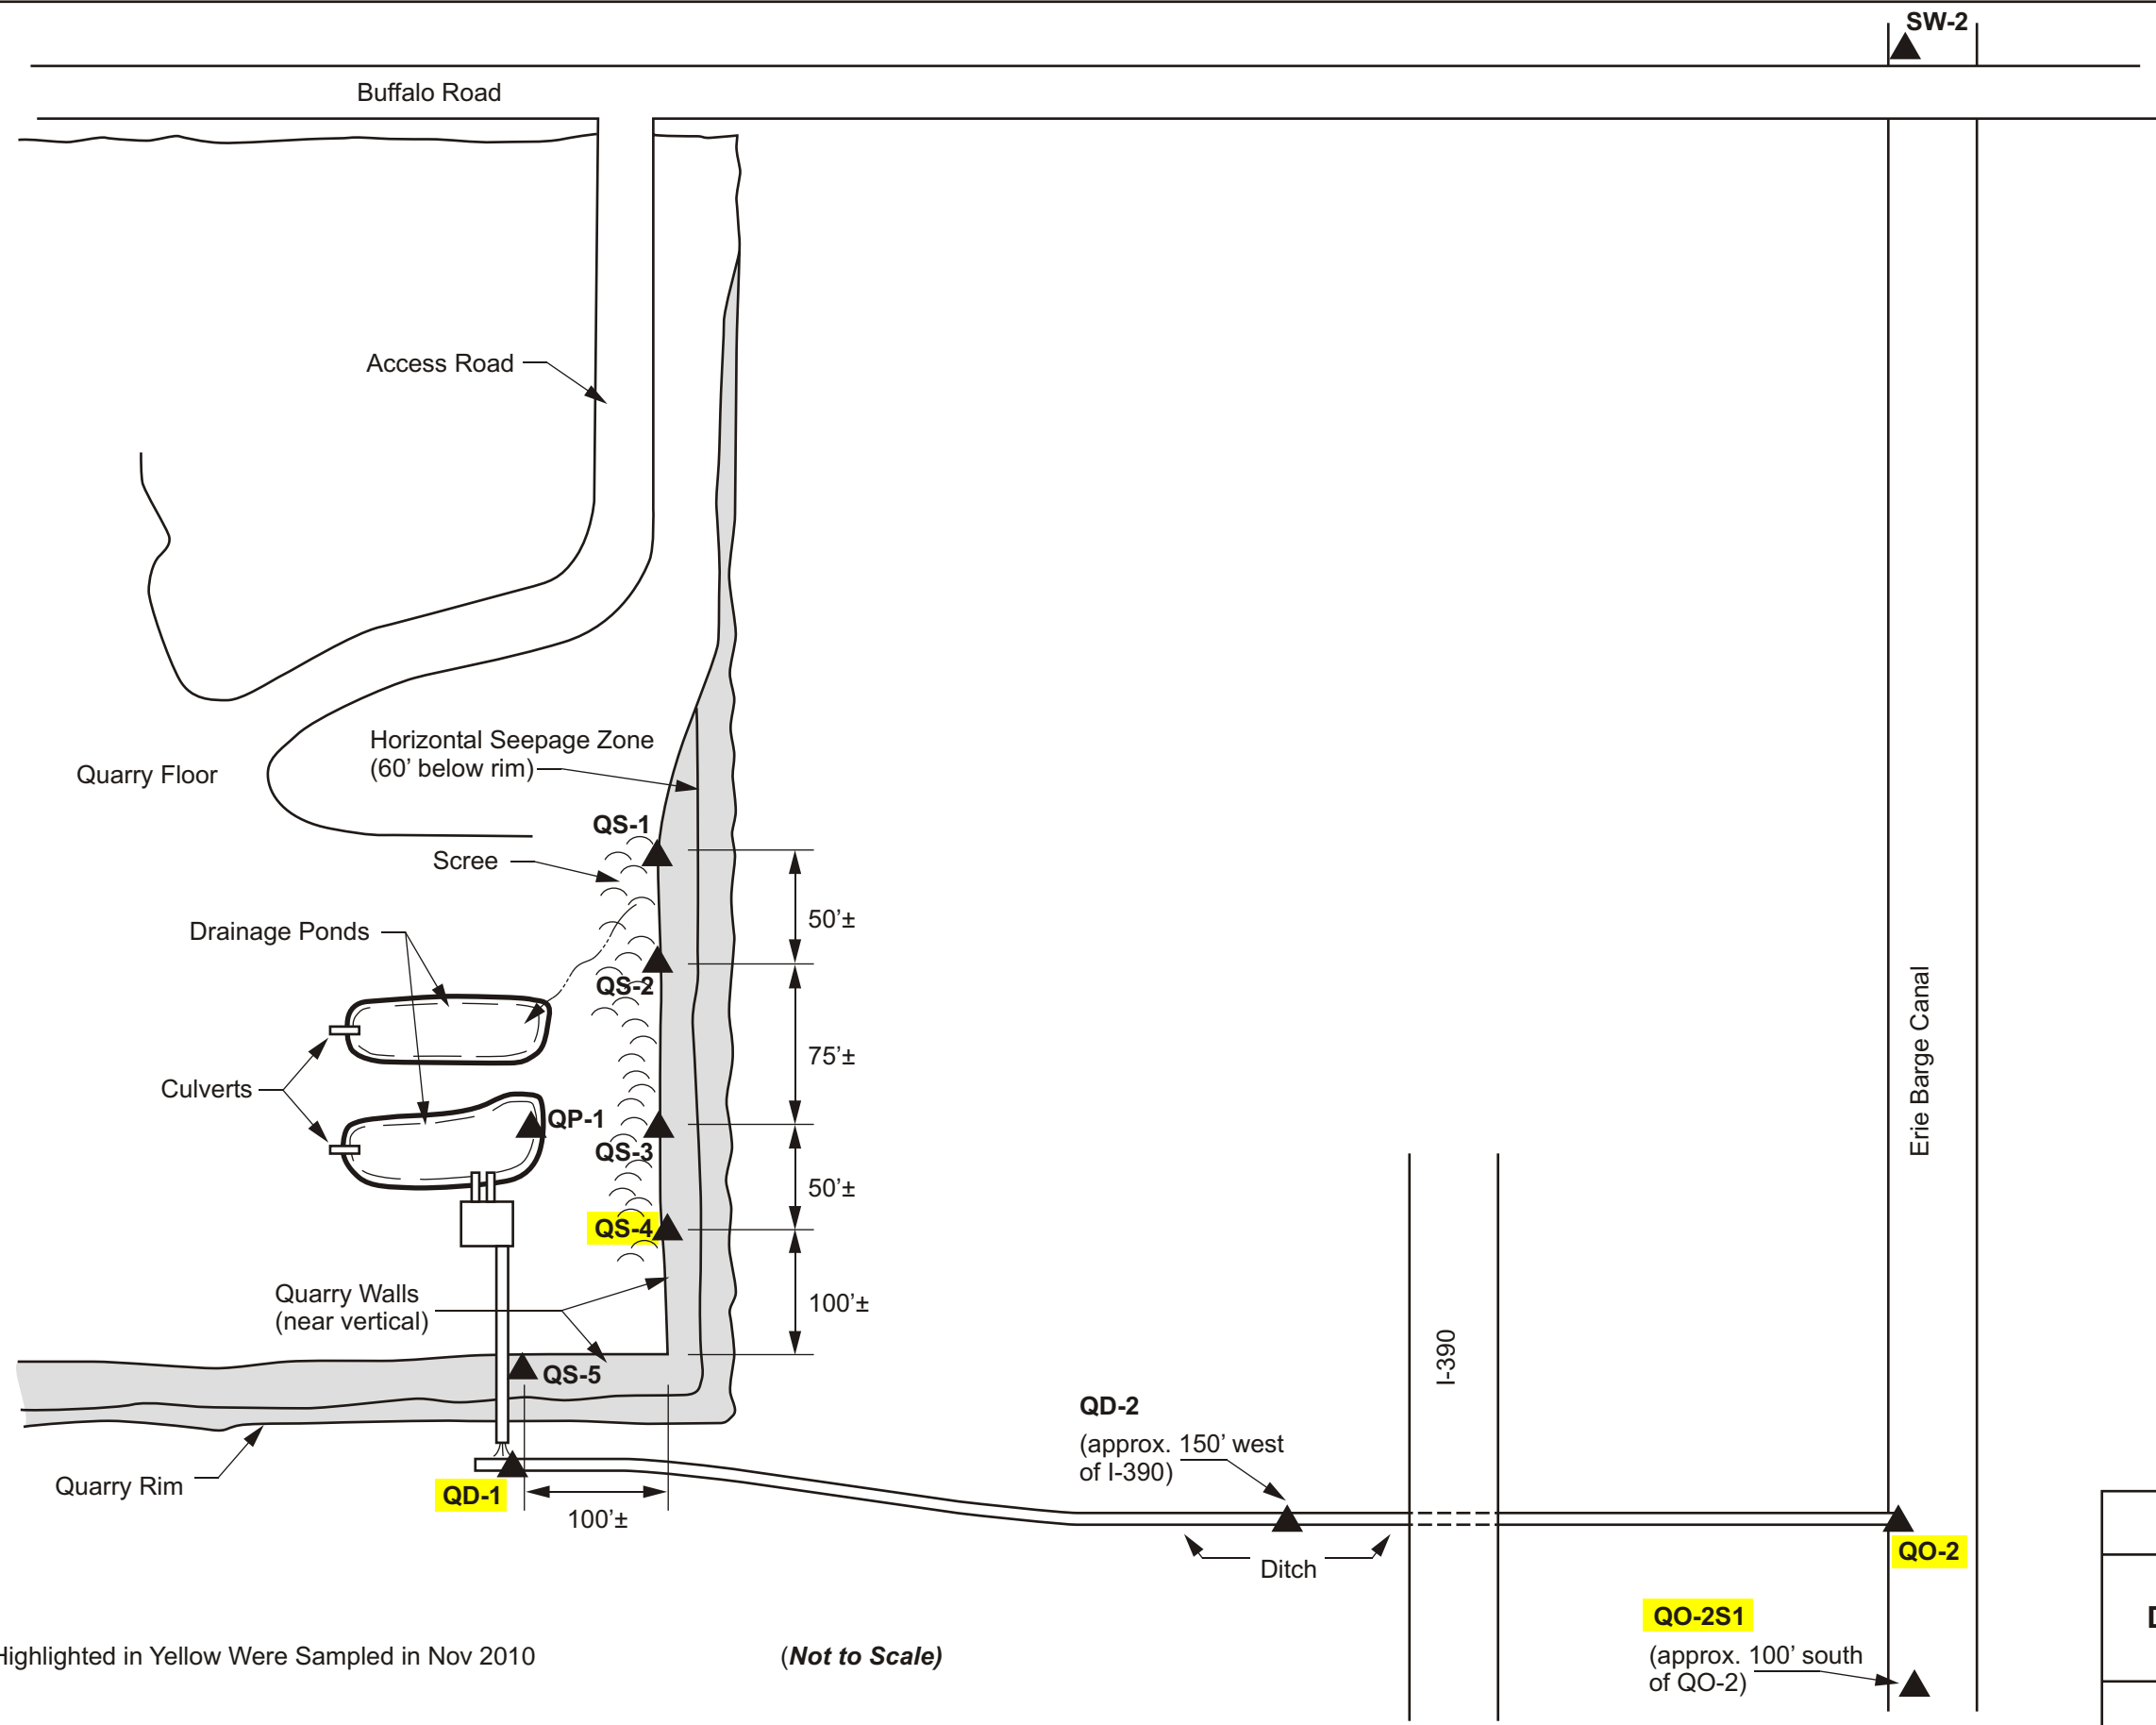 SW-2
Buffalo Road
Access Road
Horizontal Seepage Zone
(60’ below rim)
Quarry Floor
QS-1
Scree
50’±
Drainage Ponds
QS-2
Erie Barge Canal
75’±
Culverts
QP-1
QS-3
50’±
QS-4
Quarry Walls
(near vertical)
100’±
I-390
QS-5
QD-2
(approx. 150’ west
of I-390)
Quarry Rim
QD-1
100’±
Ditch
QO-2
QO-2S1
(approx. 100’ south
of QO-2)
Highlighted in Yellow Were Sampled in Nov 2010
(Not to Scale)